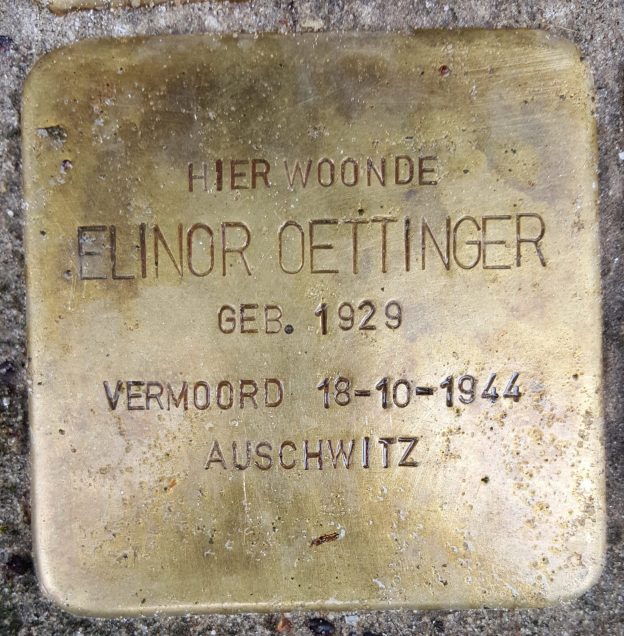 HIER WOONDE
ELINOR OETTINGER
GEB. 1929
VERMOORD 18-10-1944
AUSCHWITZ